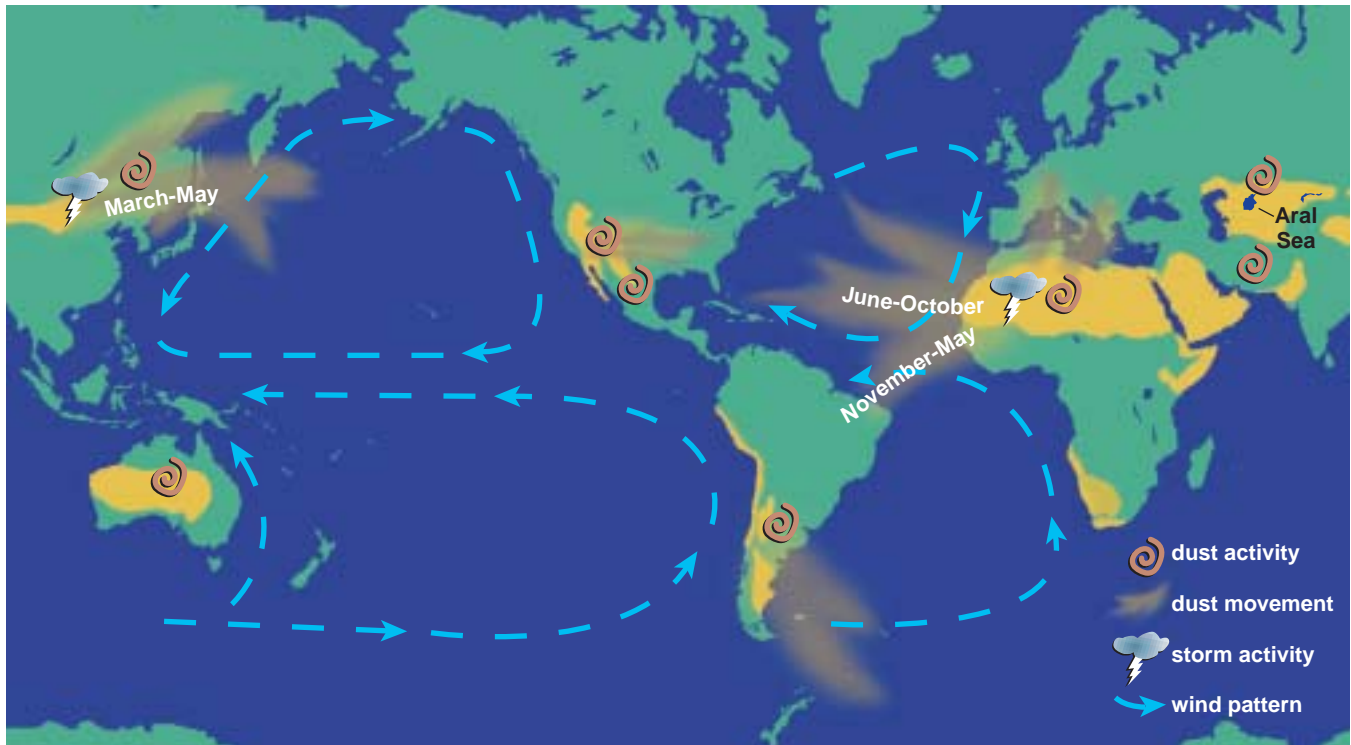 March-May
Aral
Sea
June-October
November-May
dust activity
dust movement
storm activity
wind pattern